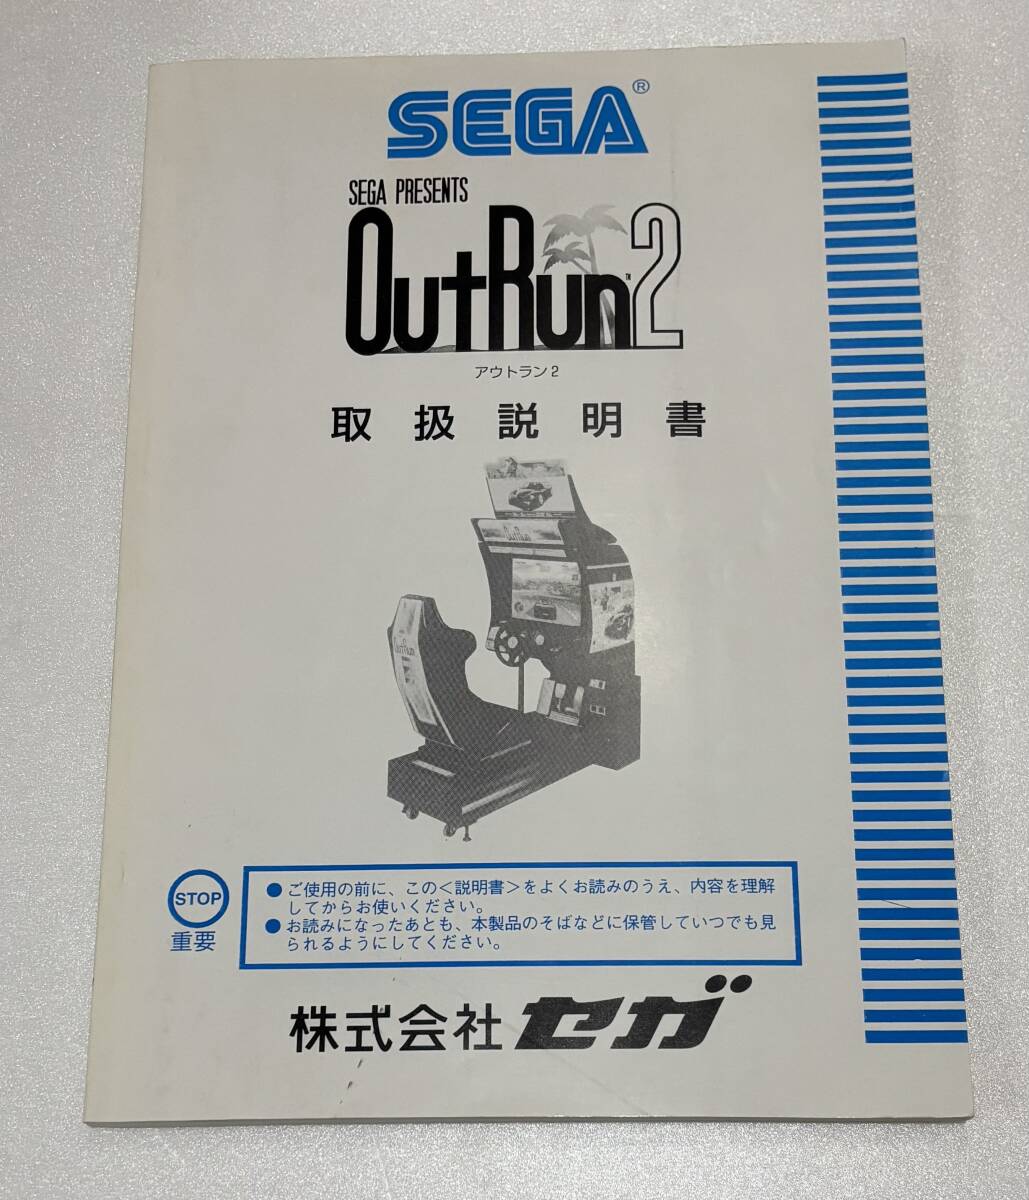 SEGA®
SEGA PRESENTS
OutRun™2
アウトラン2
取扱説明書
OutRun
OutRun
STOP
重要
●ご使用の前に、この＜説明書＞をよくお読みのうえ、内容を理解
してからお使いください。
●お読みになったあとも、本製品のそばなどに保管していつでも見
られるようにしてください。
株式会社セガ